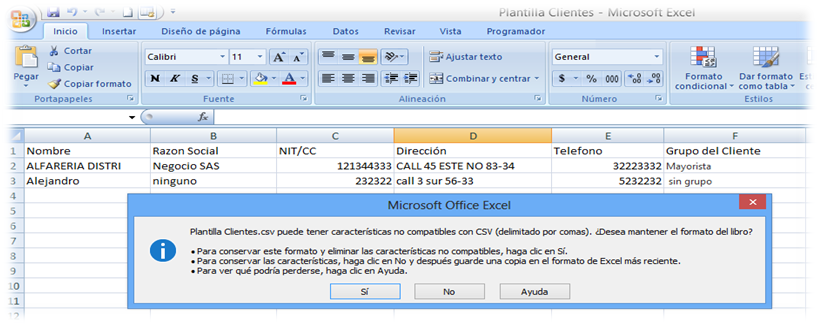 Plantilla Clientes - Microsoft Excel
Inicio Insertar Diseño de página Fórmulas Datos Revisar Vista Programador
Pegar
Cortar
Copiar
Copiar formato
Portapapeles
Calibri 11 A A
N K S A
Fuente
Ajustar texto
Combinar y centrar
Alineación
General
$ % 000
Número
Formato condicional
Dar formato como tabla
Estilos
fx
A B C D E F
1 Nombre Razon Social NIT/CC Dirección Telefono Grupo del Cliente
2 ALFARERIA DISTRI Negocio SAS 121344333 CALL 45 ESTE NO 83-34 32223332 Mayorista
3 Alejandro ninguno 232322 call 3 sur 56-33 5232232 sin grupo
4
5
6
7
8
9
10
11
Microsoft Office Excel
Plantilla Clientes.csv puede tener características no compatibles con CSV (delimitado por comas). ¿Desea mantener el formato del libro?
• Para conservar este formato y eliminar las características no compatibles, haga clic en Sí.
• Para conservar las características, haga clic en No y después guarde una copia en el formato de Excel más reciente.
• Para ver qué podría perderse, haga clic en Ayuda.
Sí No Ayuda